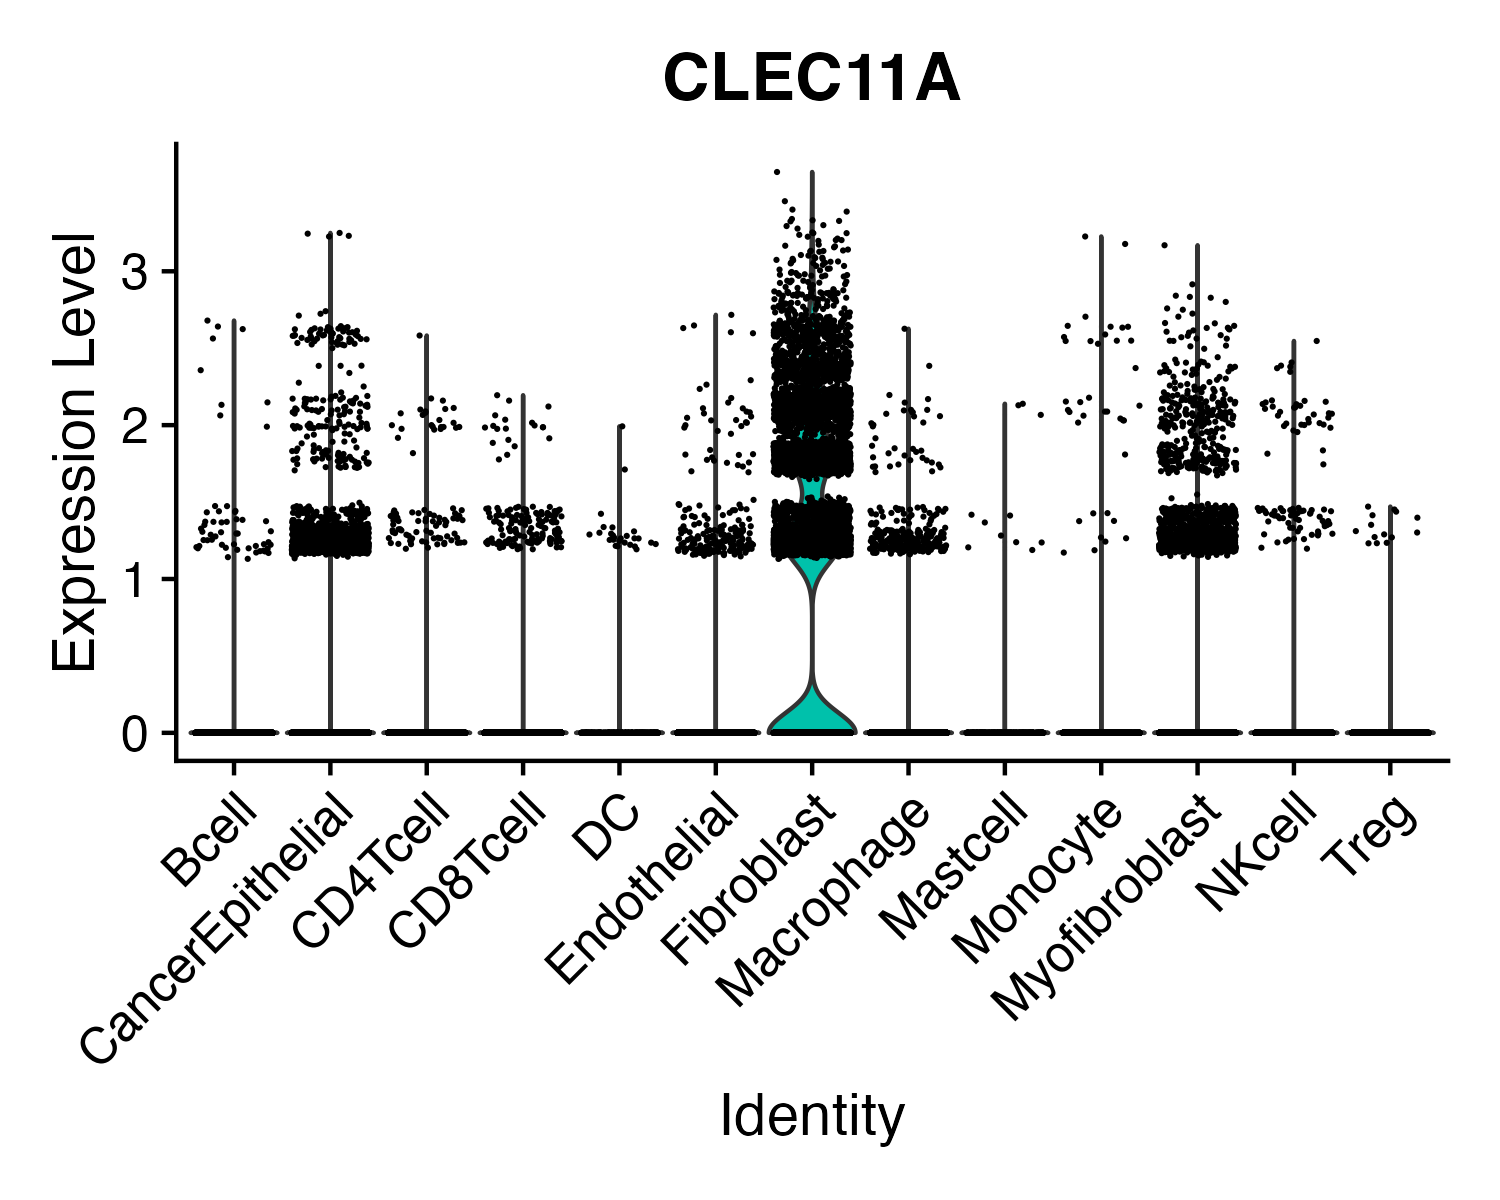 CLEC11A
Expression Level
3
2
1
0
Bcell
CancerEpithelial
CD4Tcell
CD8Tcell
DC
Endothelial
Fibroblast
Macrophage
Mastcell
Monocyte
Myofibroblast
NKcell
Treg
Identity